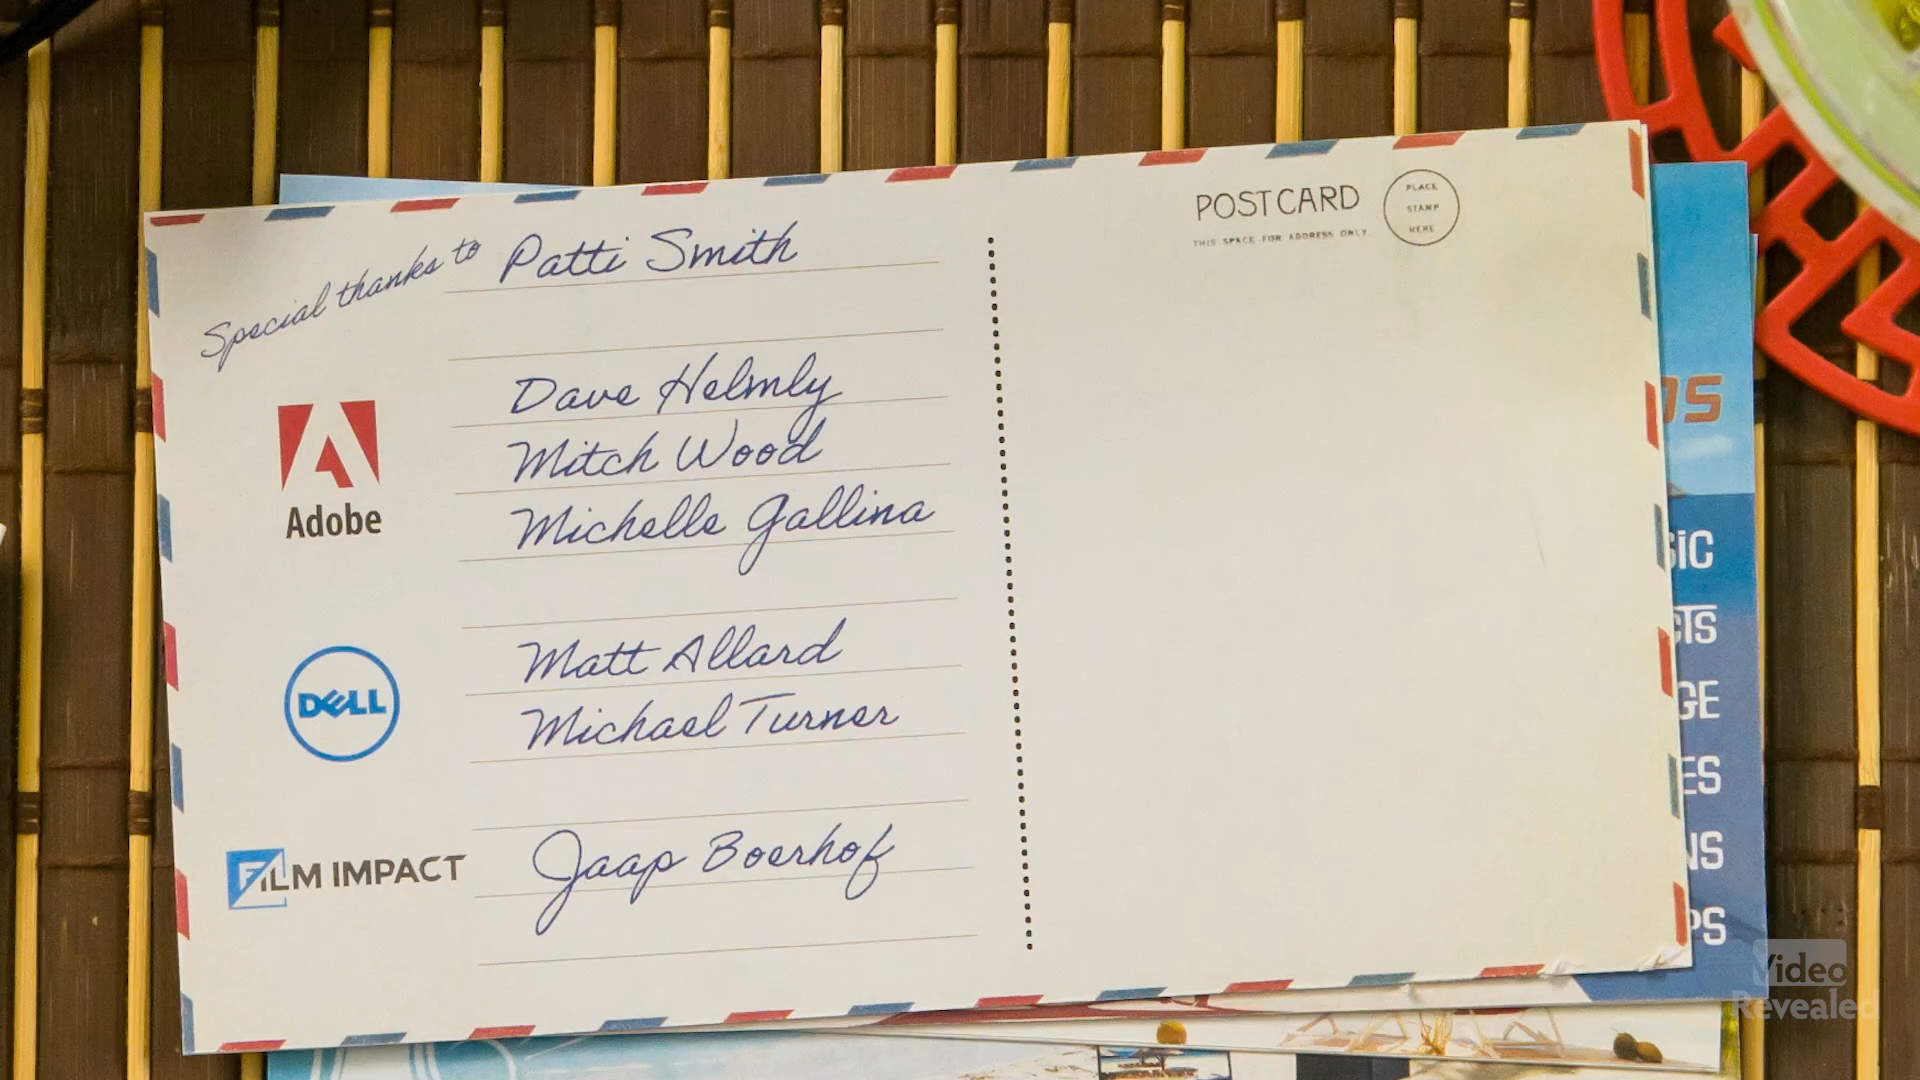 Special thanks to Patti Smith
Dave Helmly
Mitch Wood
Michelle Gallina
Adobe
Matt Allard
Michael Turner
DELL
Jaap Boerhof
FILM IMPACT
POSTCARD
THIS SPACE FOR ADDRESS ONLY.
PLACE
STAMP
HERE
Video
Revealed